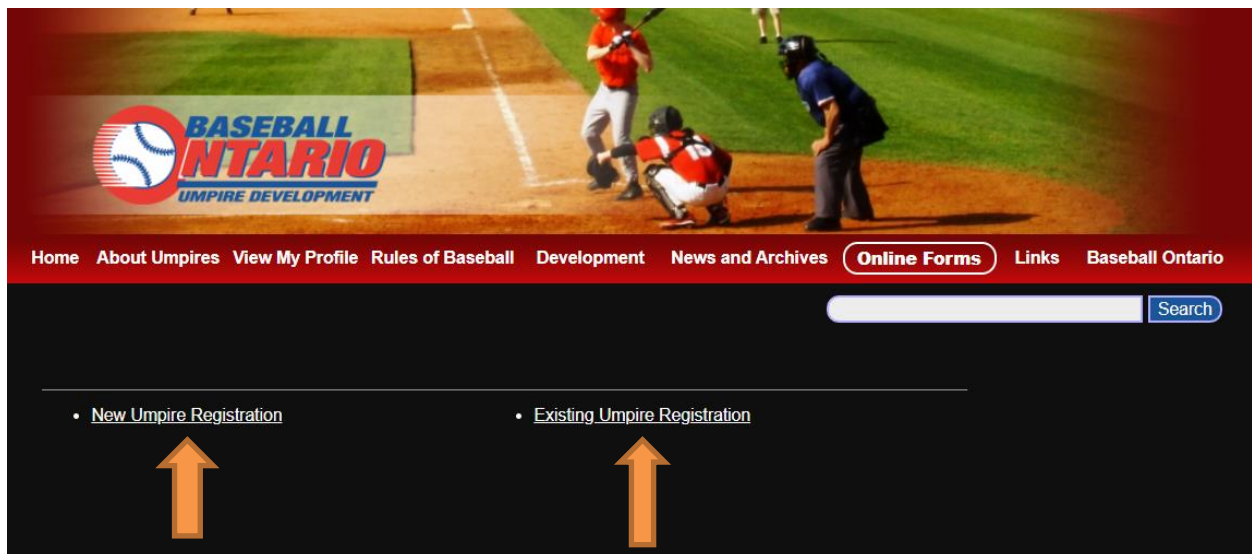 BASEBALL
ONTARIO
UMPIRE DEVELOPMENT
Home About Umpires View My Profile Rules of Baseball Development News and Archives Online Forms Links Baseball Ontario
Search
• New Umpire Registration • Existing Umpire Registration